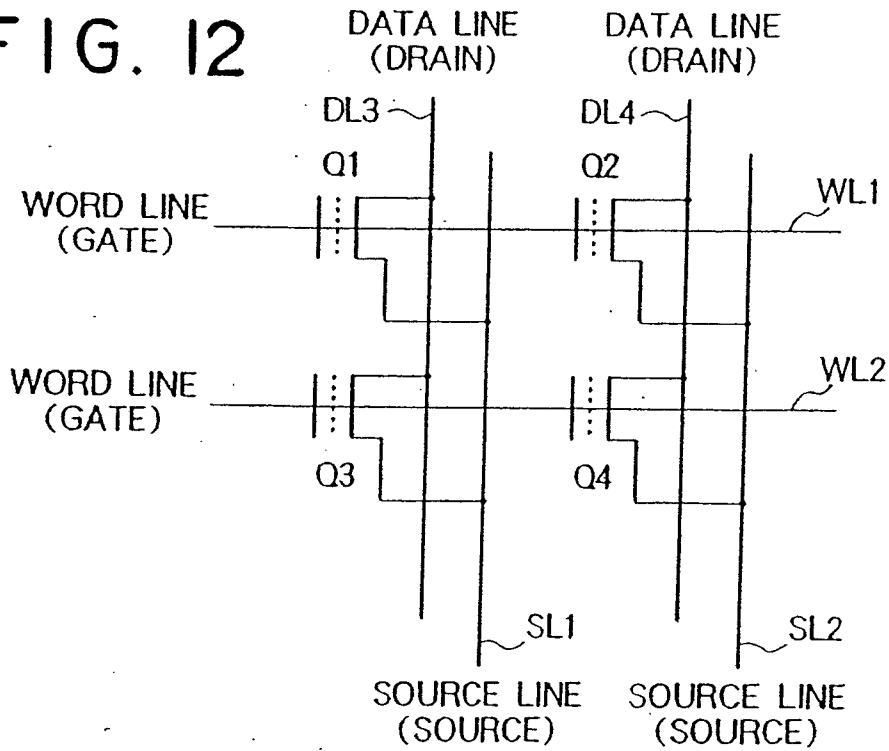 FIG. 12
DATA LINE
(DRAIN)
DATA LINE
(DRAIN)
DL3
DL4
Q1
Q2
WORD LINE
(GATE)
WL1
WORD LINE
(GATE)
WL2
Q3
Q4
SL1
SL2
SOURCE LINE
(SOURCE)
SOURCE LINE
(SOURCE)